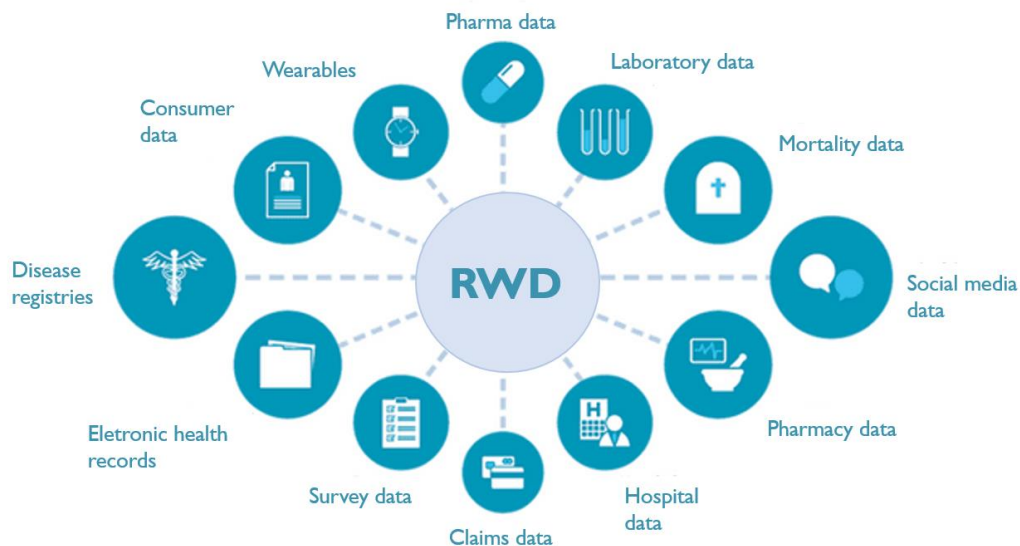 Pharma data
Wearables
Laboratory data
Consumer
data
Mortality data
Disease
registries
RWD
Social media
data
Eletronic health
records
Pharmacy data
Survey data
Hospital
data
Claims data
H